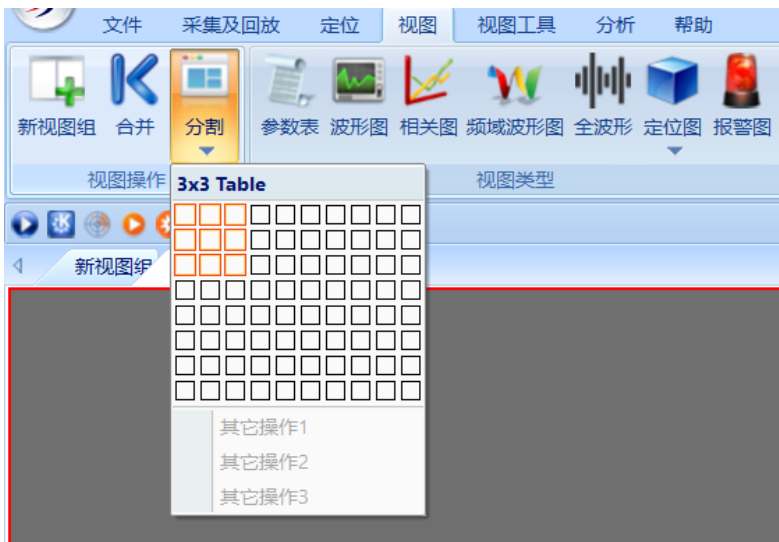 文件 采集及回放 定位 视图 视图工具 分析 帮助
新视图组 合并 分割 参数表 波形图 相关图 频域波形图 全波形 定位图 报警图
视图操作 视图类型
3x3 Table
新视图组
其它操作1
其它操作2
其它操作3